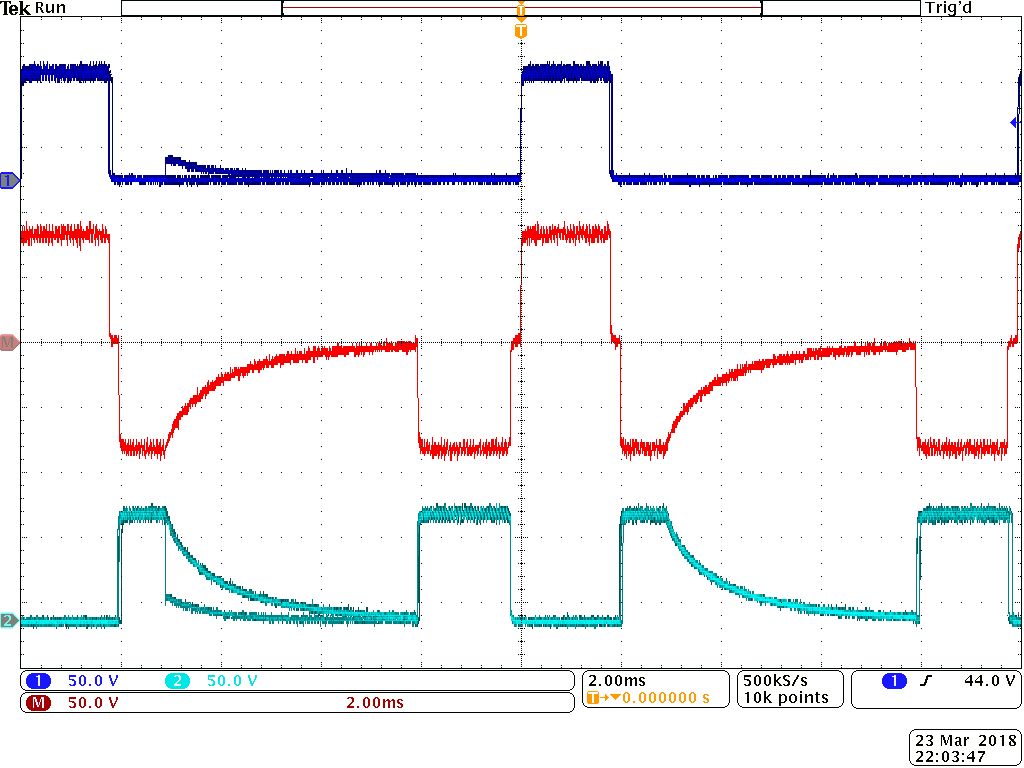 Tek Run Trig'd
T
T
1
M
2
1 50.0 V 2 50.0 V
M 50.0 V 2.00ms
2.00ms
T→▼0.000000 s
500kS/s
10k points
1 ƒ 44.0 V
23 Mar 2018
22:03:47